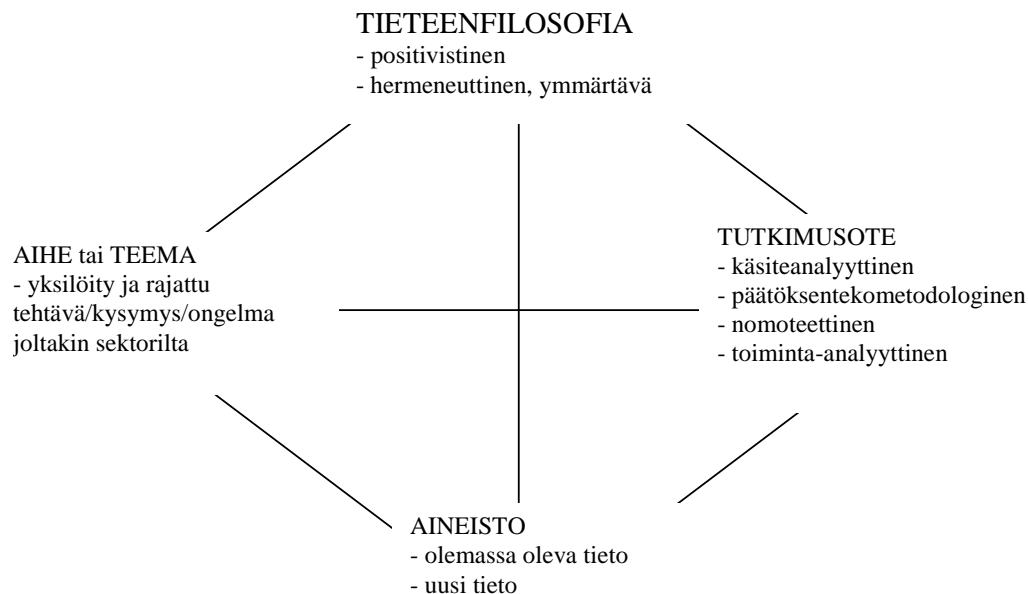 TIETEENFILOSOFIA
- positivistinen
- hermeneuttinen, ymmärtävä
AIHE tai TEEMA
- yksilöity ja rajattu
tehtävä/kysymys/ongelma
joltakin sektorilta
TUTKIMUSOTE
- käsiteanalyyttinen
- päätöksentekometodologinen
- nomoteettinen
- toiminta-analyyttinen
AINEISTO
- olemassa oleva tieto
- uusi tieto